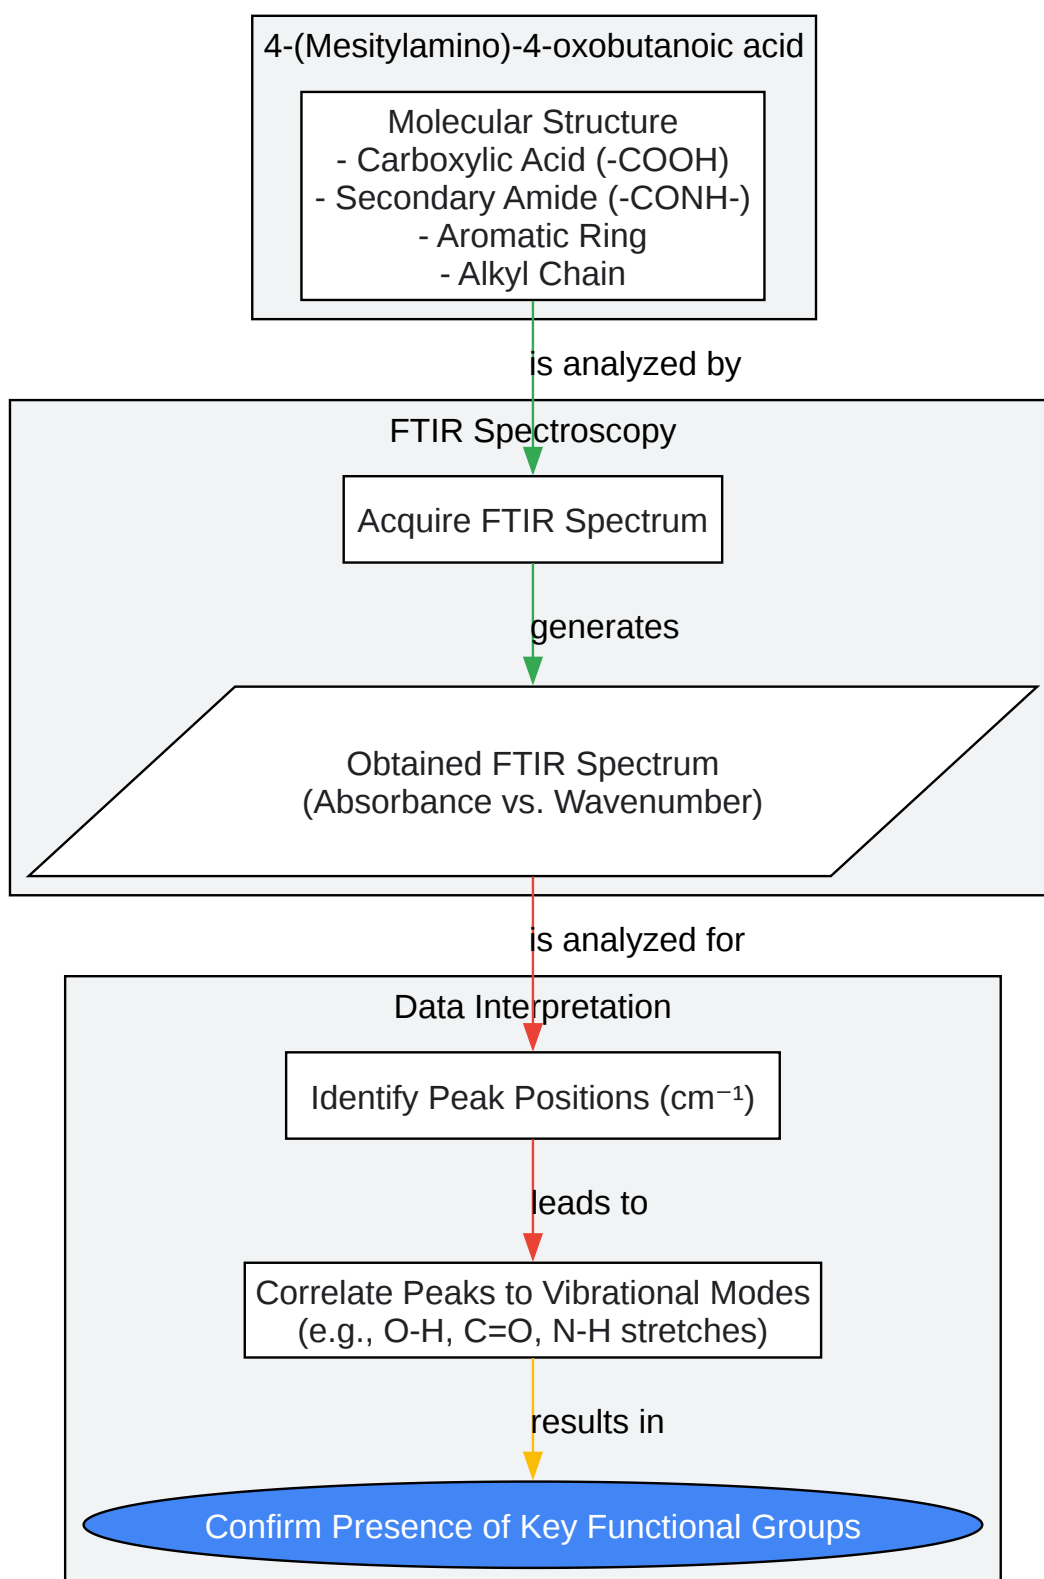 4-(Mesitylamino)-4-oxobutanoic acid
Molecular Structure
- Carboxylic Acid (-COOH)
- Secondary Amide (-CONH-)
- Aromatic Ring
- Alkyl Chain
is analyzed by
FTIR Spectroscopy
Acquire FTIR Spectrum
generates
Obtained FTIR Spectrum
(Absorbance vs. Wavenumber)
is analyzed for
Data Interpretation
Identify Peak Positions (cm⁻¹)
leads to
Correlate Peaks to Vibrational Modes
(e.g., O-H, C=O, N-H stretches)
results in
Confirm Presence of Key Functional Groups